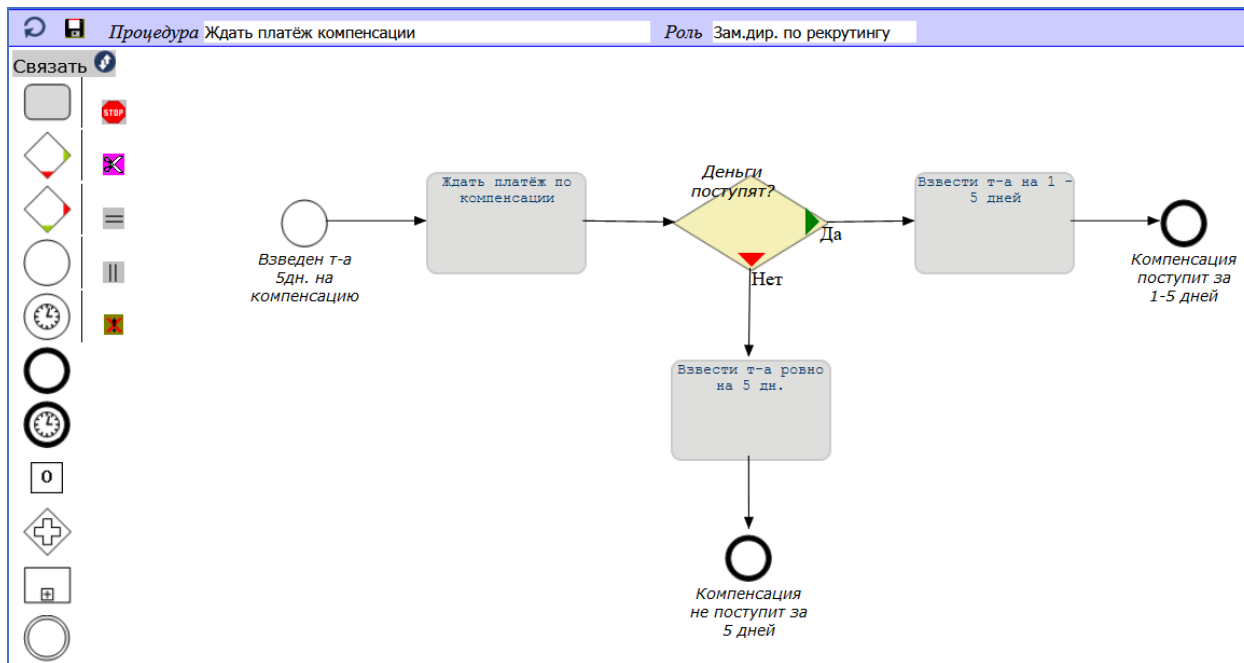 Процедура Ждать платёж компенсации Роль Зам.дир. по рекрутингу
Связать
STOP
Взведен т-а
5дн. на
компенсацию
Ждать платёж по
компенсации
Деньги
поступят?
Да
Нет
Взвести т-а на 1 -
5 дней
Компенсация
поступит за
1-5 дней
Взвести т-а ровно
на 5 дн.
Компенсация
не поступит за
5 дней
O